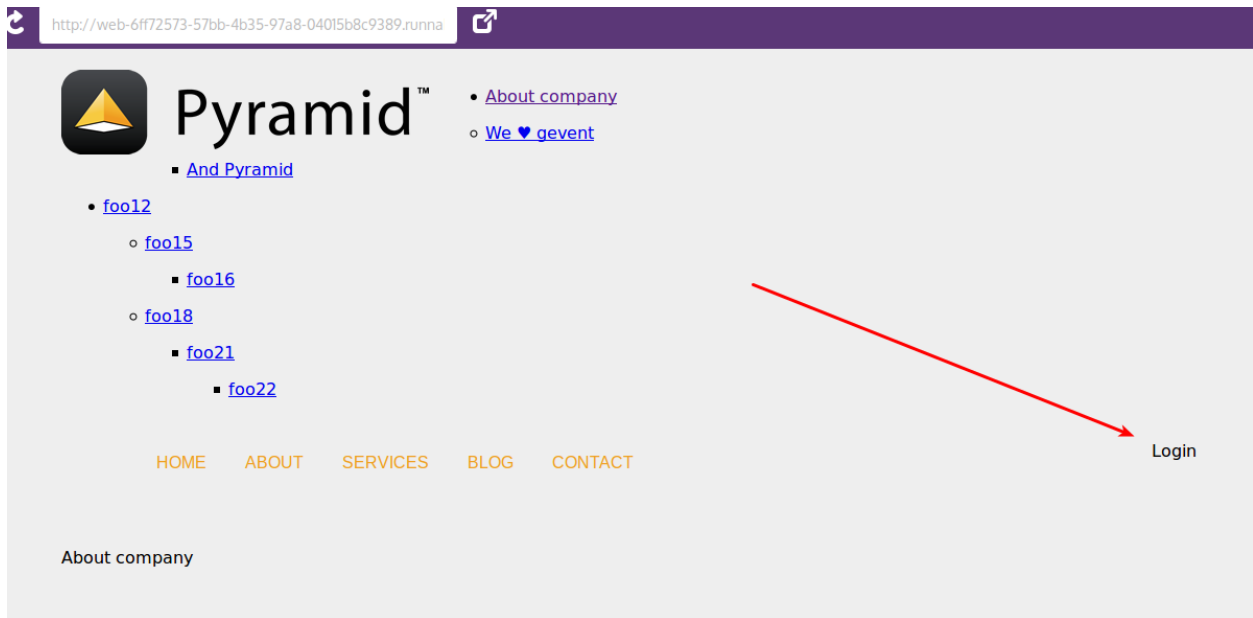 http://web-6ff72573-57bb-4b35-97a8-04015b8c9389.runna
Pyramid™
About company
We ♥ gevent
And Pyramid
foo12
foo15
foo16
foo18
foo21
foo22
HOME ABOUT SERVICES BLOG CONTACT
Login
About company